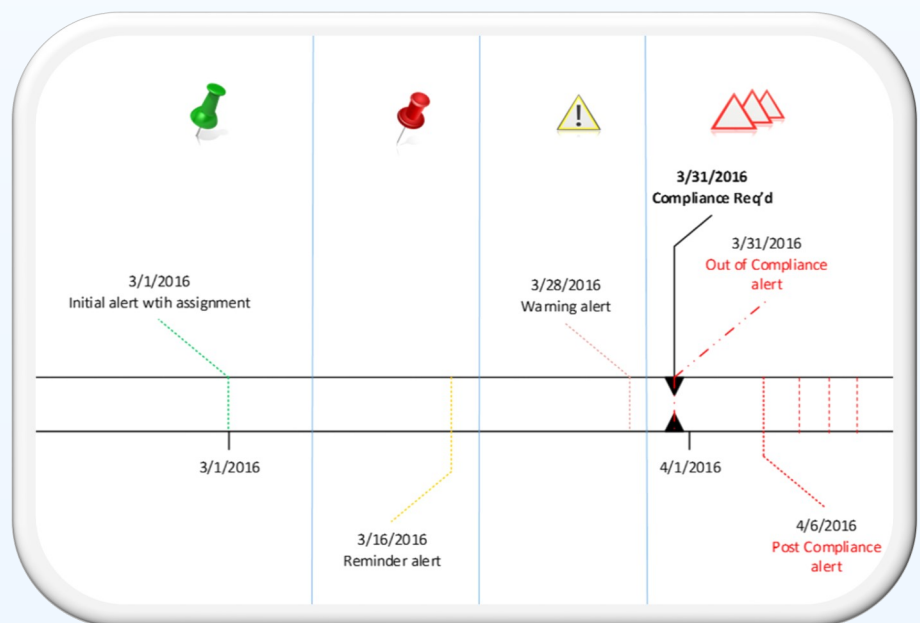 !
3/31/2016
Compliance Req'd
3/31/2016
Out of Compliance
alert
3/1/2016
Initial alert wtih assignment
3/28/2016
Warning alert
3/1/2016
4/1/2016
3/16/2016
Reminder alert
4/6/2016
Post Compliance
alert